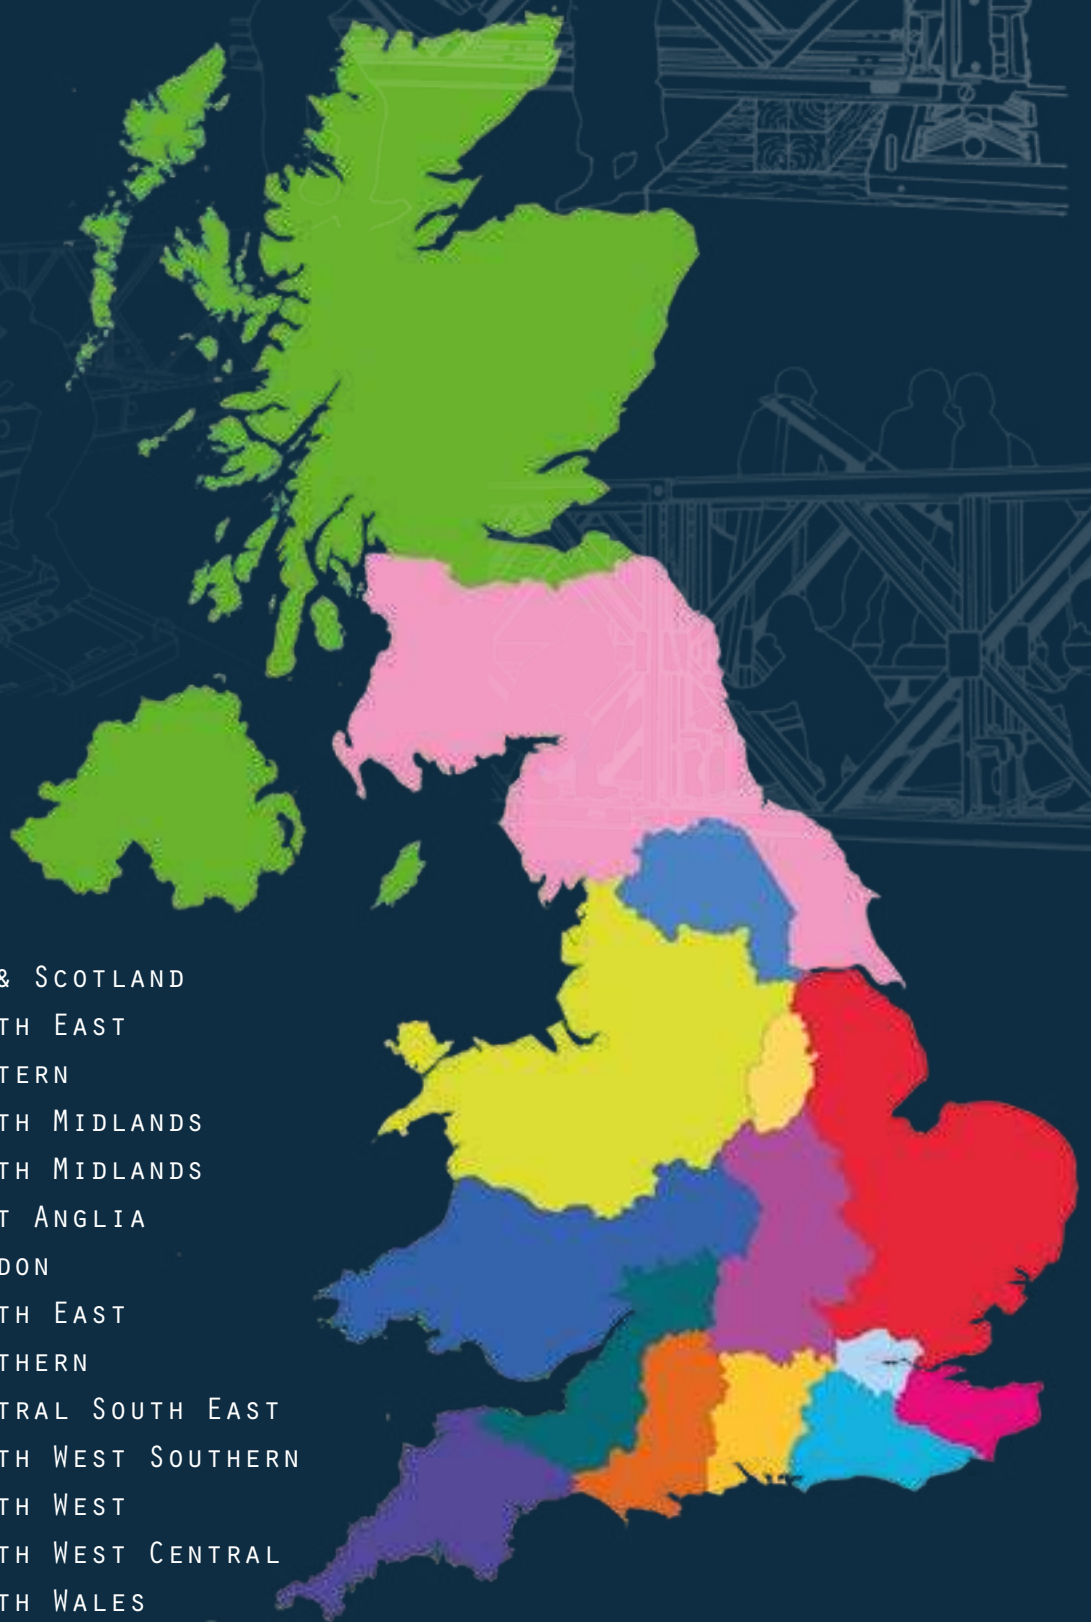 & SCOTLAND
TH EAST
TERN
TH MIDLANDS
TH MIDLANDS
T ANGLIA
DON
TH EAST
THERN
TRAL SOUTH EAST
TH WEST SOUTHERN
TH WEST
TH WEST CENTRAL
TH WALES